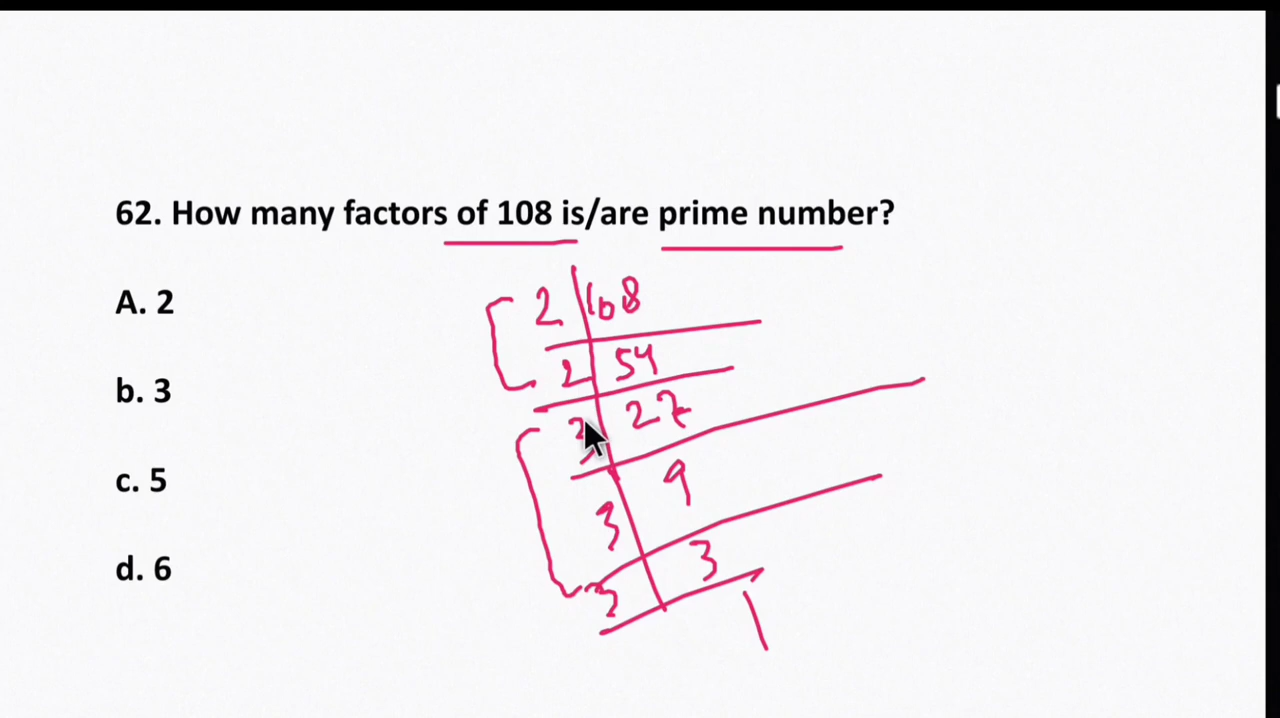 62. How many factors of 108 is/are prime number?
A. 2
b. 3
c. 5
d. 6
2 108
2 54
3 27
3 9
3 3
1